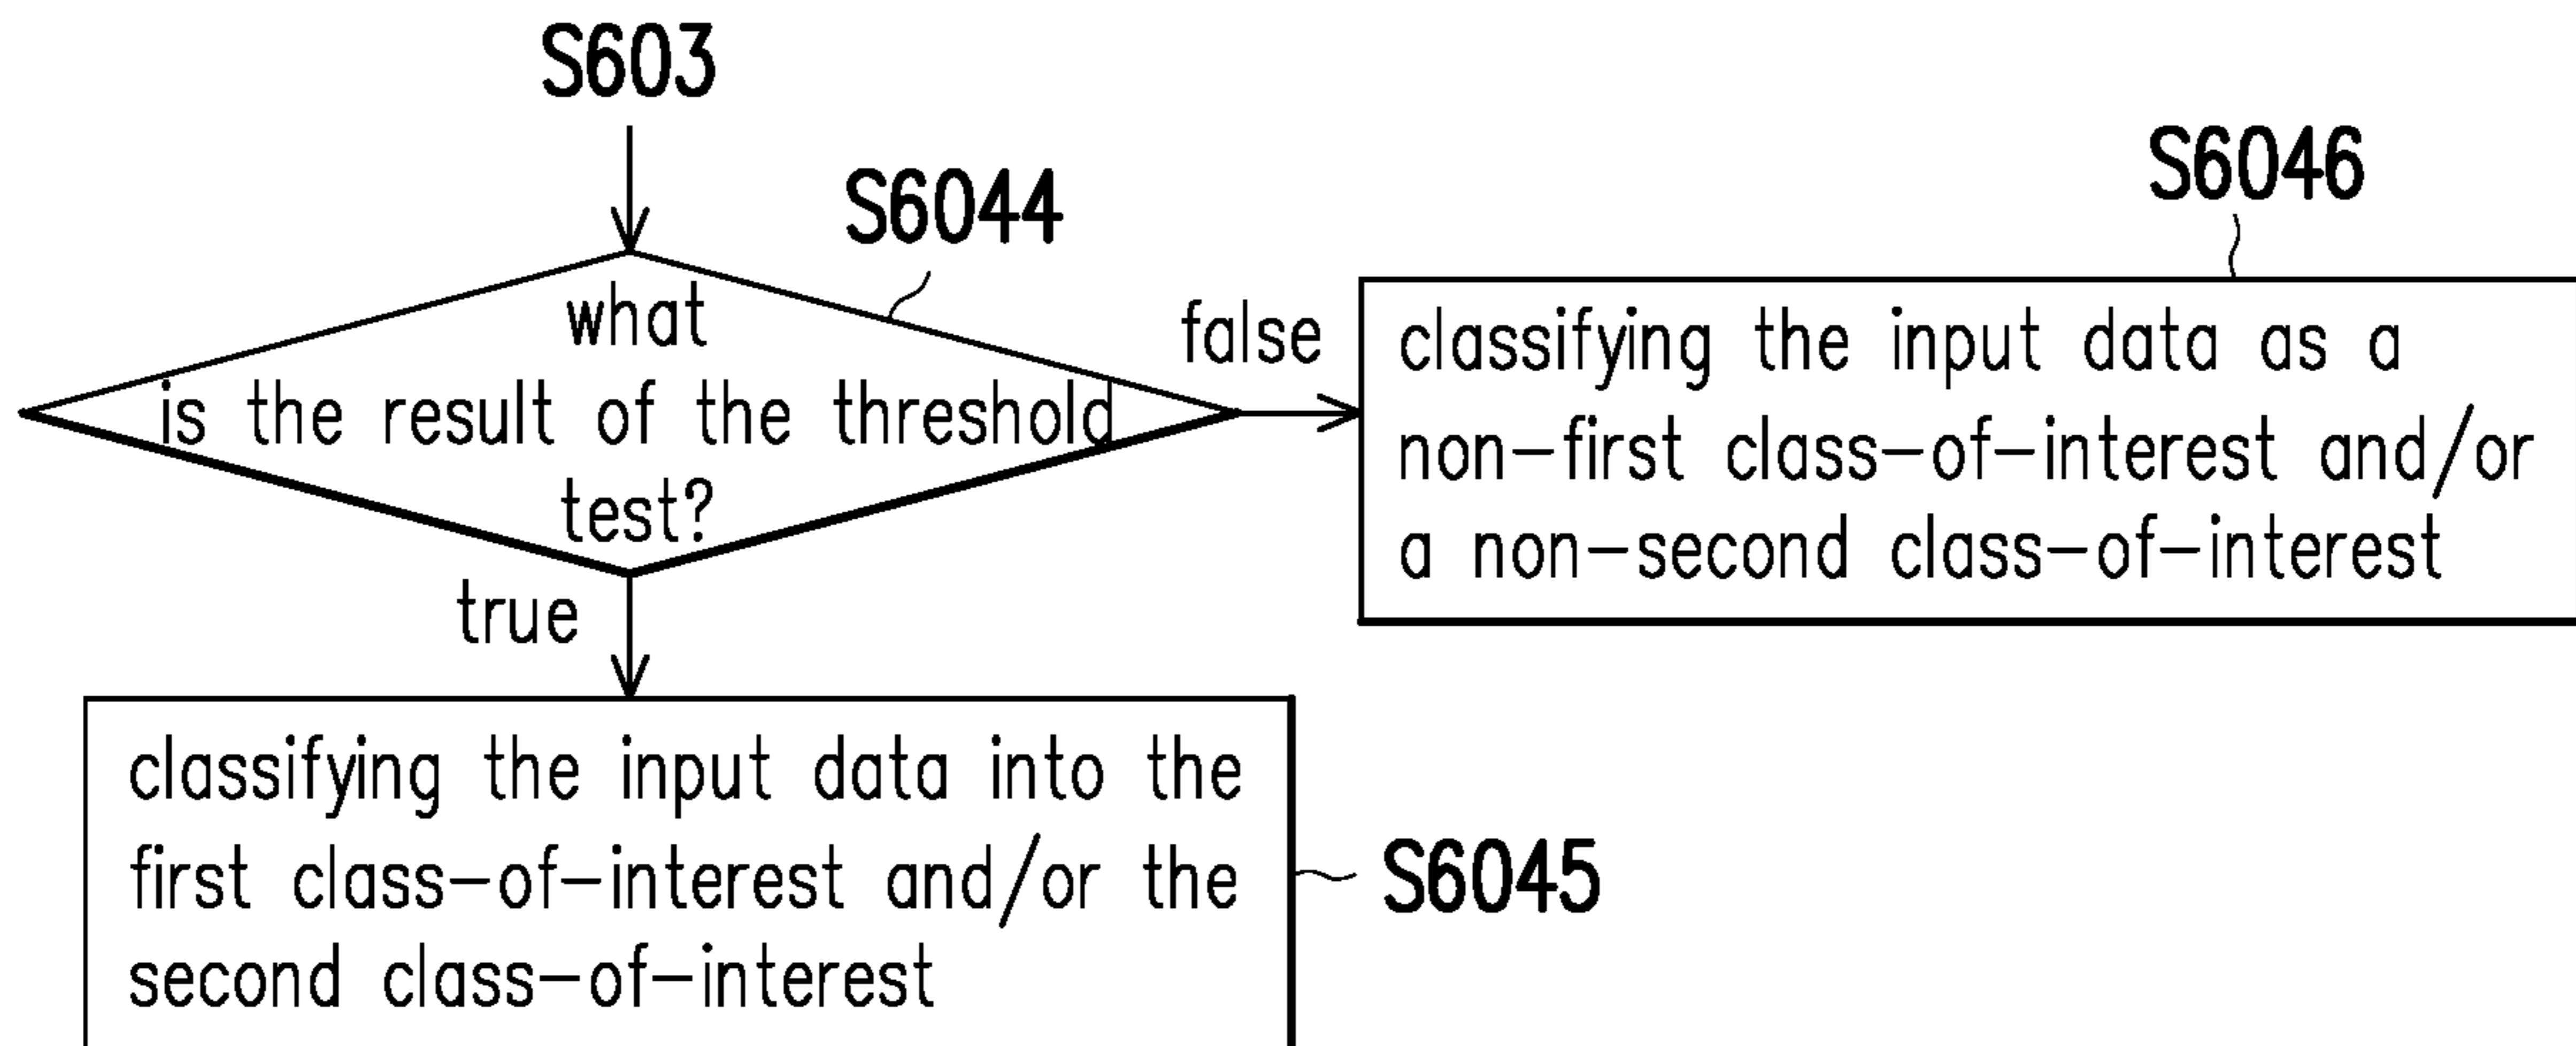 S603
S6044
what
is the result of the threshold
test?
false
true
S6046
classifying the input data as a
non-first class-of-interest and/or
a non-second class-of-interest
classifying the input data into the
first class-of-interest and/or the
second class-of-interest
S6045